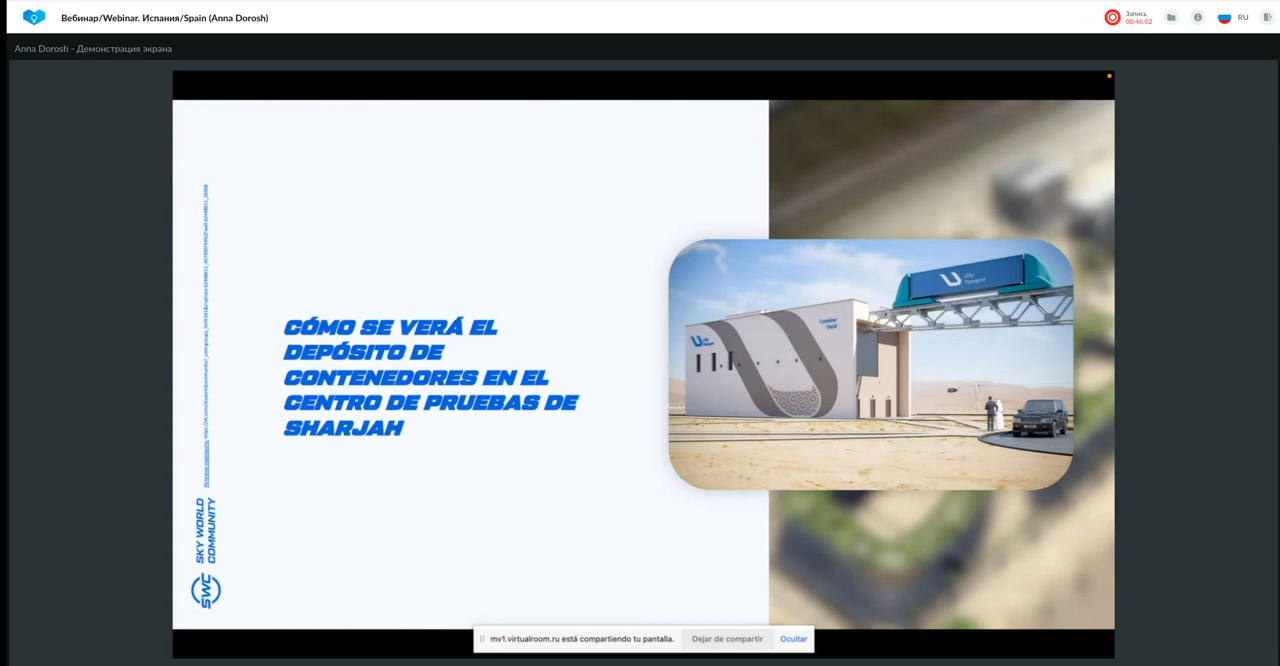 Вебинар/Webinar. Испания/Spain (Anna Dorosh)
Запись
00:46:02
RU
Anna Dorosh - Демонстрация экрана
CÓMO SE VERÁ EL
DEPÓSITO DE
CONTENEDORES EN EL
CENTRO DE PRUEBAS DE
SHARJAH
SKY WORLD
COMMUNITY
SWC
Container
Depot
mv1.virtualroom.ru está compartiendo tu pantalla.
Dejar de compartir
Ocultar